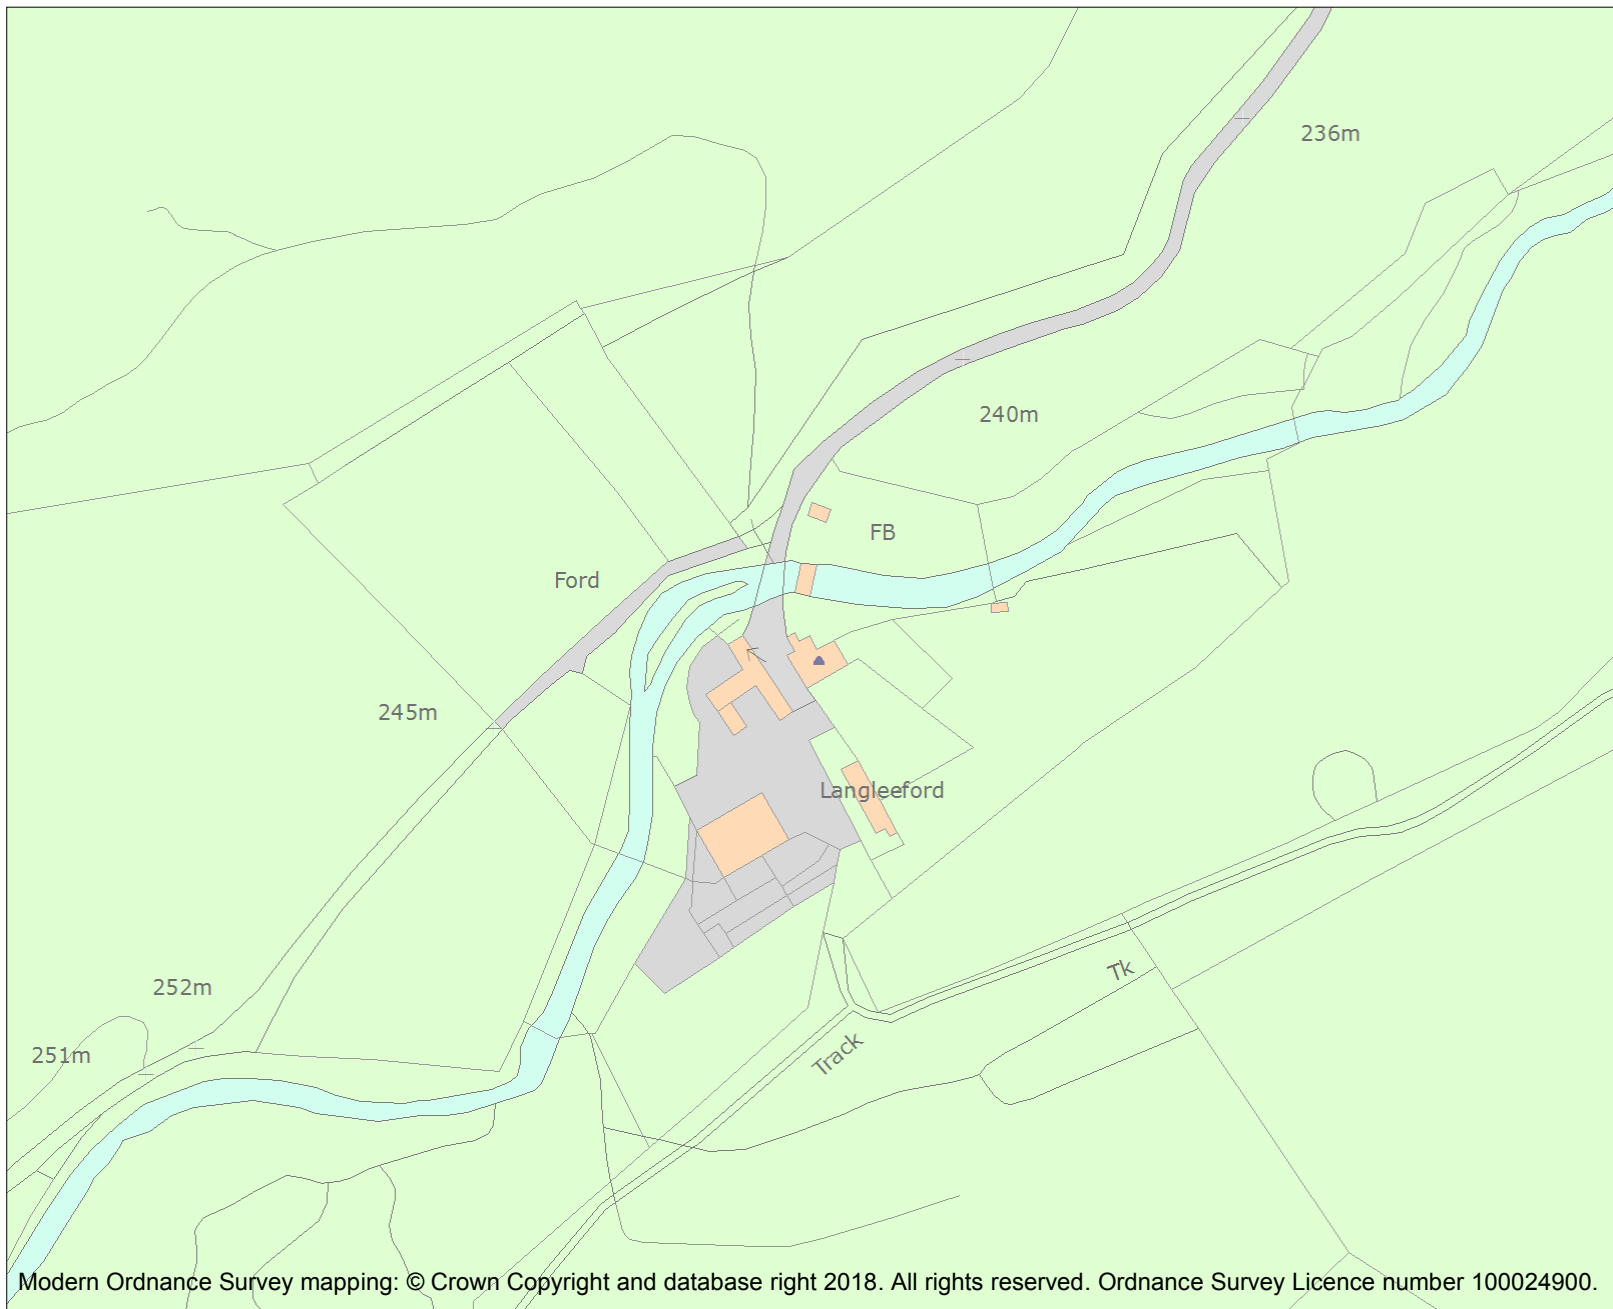 236m
240m
FB
Ford
245m
Langleeford
Tk
252m
Track
251m
Modern Ordnance Survey mapping: © Crown Copyright and database right 2018. All rights reserved. Ordnance Survey Licence number 100024900.